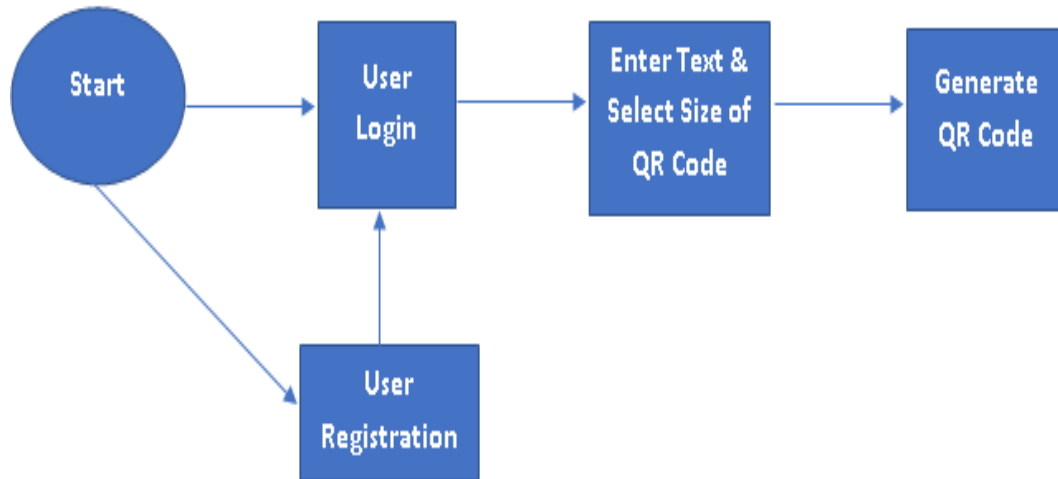 Start
User
Login
Enter Text &
Select Size of
QR Code
Generate
QR Code
User
Registration